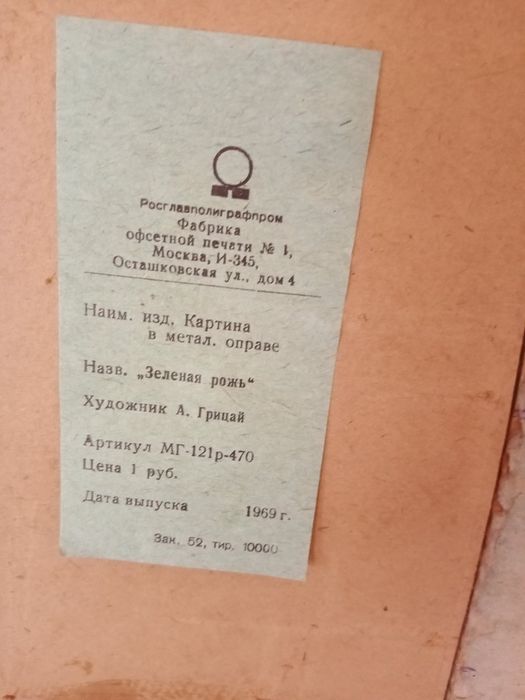 Росглавполиграфпром
Фабрика
офсетной печати № 1,
Москва, И-345,
Осташковская ул., дом 4
Наим. изд. Картина
в метал. оправе
Назв. „Зеленая рожь“
Художник А. Грицай
Артикул МГ-121р-470
Цена 1 руб.
Дата выпуска 1969 г.
Зак. 52, тир. 10000